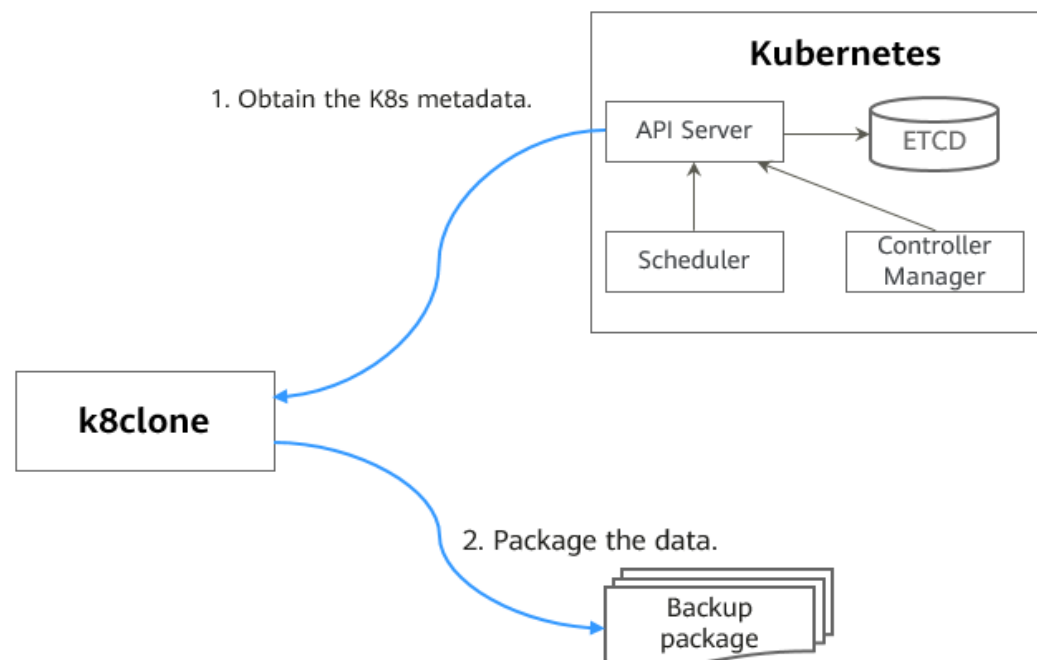 Kubernetes
1. Obtain the K8s metadata.
API Server
ETCD
Scheduler
Controller
Manager
k8clone
2. Package the data.
Backup
package